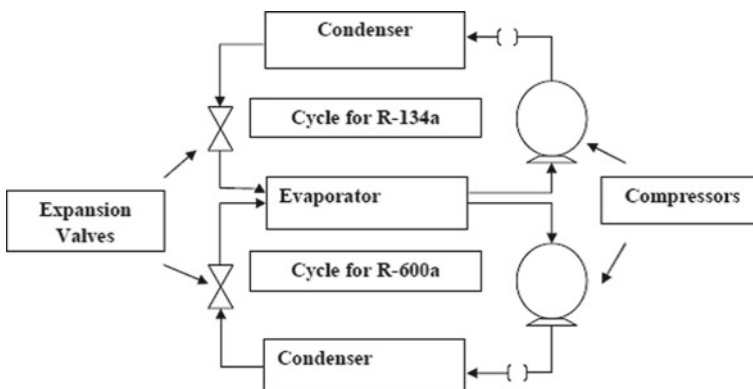 Condenser
Cycle for R-134a
Evaporator
Expansion
Valves
Compressors
Cycle for R-600a
Condenser